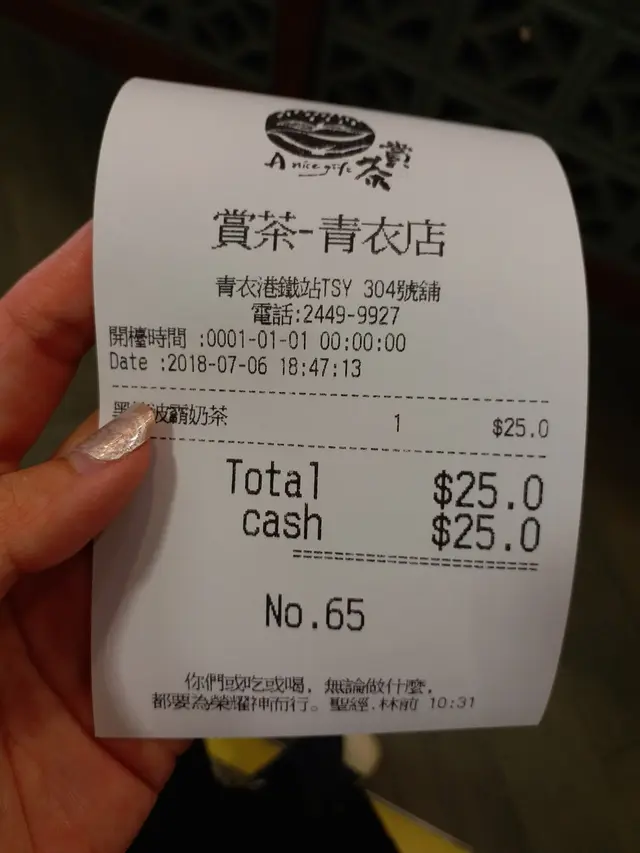 A nice gift 賞茶
賞茶-青衣店
青衣港鐵站TSY 304號舖
電話:2449-9927
開檯時間 :0001-01-01 00:00:00
Date :2018-07-06 18:47:13
黑 波霸奶茶 1 $25.0
Total $25.0
cash $25.0
No.65
你們或吃或喝，無論做什麼，
都要為榮耀神而行。聖經.林前 10:31